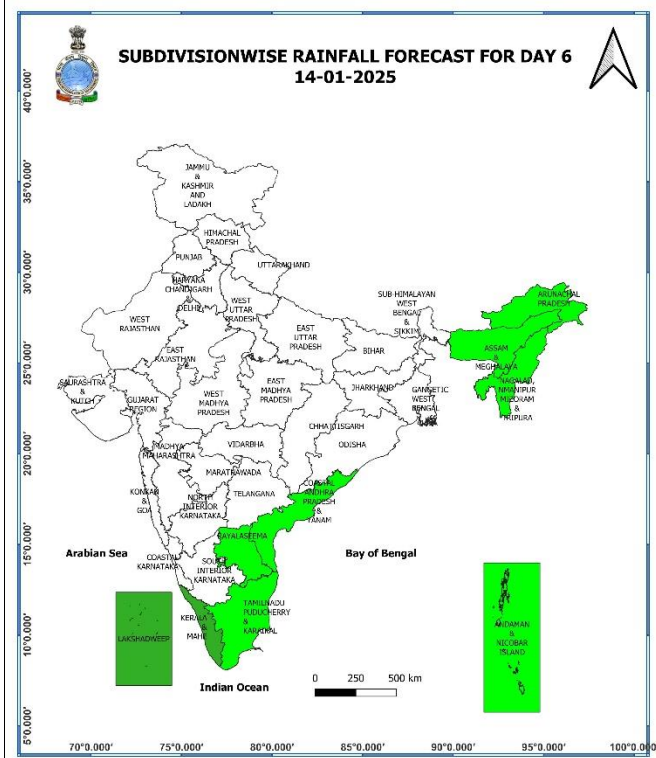 SUBDIVISIONWISE RAINFALL FORECAST FOR DAY 6
14-01-2025
40°0.000'
35°0.000'
30°0.000'
25°0.000'
20°0.000'
15°0.000'
10°0.000'
5°0.000'
JAMMU
&
KASHMIR
AND
LADAKH
HIMACHAL
PRADESH
PUNJAB
UTTARAKHAND
HARYANA
CHANDIGARH
&
DELHI
WEST
UTTAR
PRADESH
WEST
RAJASTHAN
EAST
RAJASTHAN
EAST
UTTAR
PRADESH
SUB HIMALAYAN
WEST
BENGAL
&
SIKKIM
ARUNACHAL
PRADESH
ASSAM
&
MEGHALAYA
NAGALAD,
NMANIPUR
MIZORAM
&
TRIPURA
BIHAR
SAURASHTRA
&
KUTCH
GUJARAT
REGION
WEST
MADHYA
PRADESH
EAST
MADHYA
PRADESH
JHARKHAND
GANGETIC
WEST
BENGAL
CHHATISGARH
ODISHA
MADHYA
MAHARSHTRA
VIDARBHA
MARATRAWADA
KONKAN
&
GOA
NORTH
INTERIOR
KARNATAKA
TELANGANA
COASTAL
ANDHRA
PRADESH
&
YANAM
RAYALASEEMA
Arabian Sea
Bay of Bengal
COASTAL
KARNATAKA
SOUTH
INTERIOR
KARNATAKA
LAKSHADWEEP
KERALA
&
MAHE
TAMILNADU
PUDUCHERRY
&
KARAIKAL
ANDAMAN
&
NICOBAR
ISLAND
Indian Ocean
0 250 500 km
70°0.000' 75°0.000' 80°0.000' 85°0.000' 90°0.000' 95°0.000' 100°0.000'